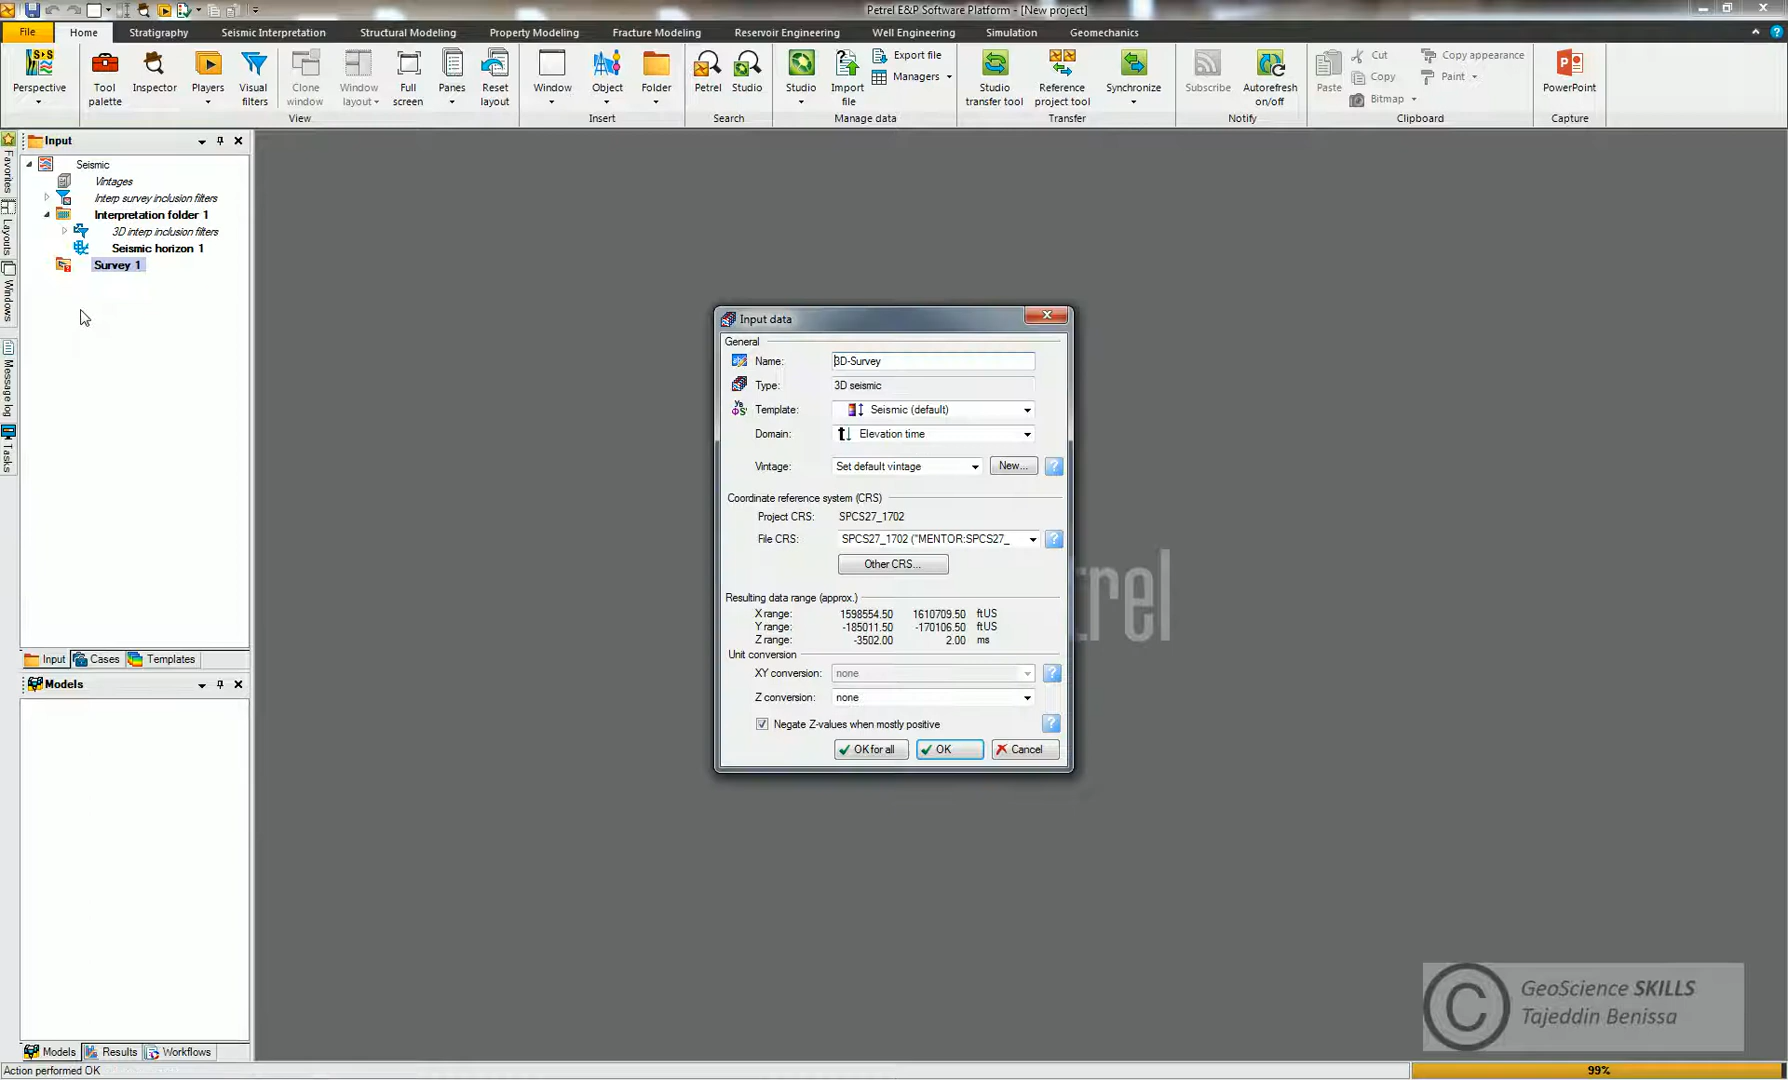 Petrel E&P Software Platform - [New project]
File Home Stratigraphy Seismic Interpretation Structural Modeling Property Modeling Fracture Modeling Reservoir Engineering Well Engineering Simulation Geomechanics
Perspective
Tool palette
Inspector
Players
Visual filters
Clone window
Window layout
Full screen
Panes
Reset layout
View
Window
Object
Folder
Insert
Petrel
Studio
Search
Studio
Import file
Export file
Managers
Manage data
Studio transfer tool
Reference project tool
Synchronize
Transfer
Subscribe
Autorefresh on/off
Notify
Paste
Cut
Copy
Bitmap
Copy appearance
Paint
Clipboard
PowerPoint
Capture
Favorites
Layouts
Windows
Message log
Tasks
Input
Seismic
Vintages
Interp survey inclusion filters
Interpretation folder 1
3D interp inclusion filters
Seismic horizon 1
Survey 1
Input Cases Templates
Models
Models Results Workflows
Input data
General
Name: 3D-Survey
Type: 3D seismic
Template: Seismic (default)
Domain: Elevation time
Vintage: Set default vintage New...
Coordinate reference system (CRS)
Project CRS: SPCS27_1702
File CRS: SPCS27_1702 ("MENTOR:SPCS27_
Other CRS...
Resulting data range (approx.)
X range: 1598554.50 1610709.50 ftUS
Y range: -185011.50 -170106.50 ftUS
Z range: -3502.00 2.00 ms
Unit conversion
XY conversion: none
Z conversion: none
Negate Z-values when mostly positive
OK for all OK Cancel
trel
© GeoScience SKILLS
Tajeddin Benissa
Action performed OK
99%